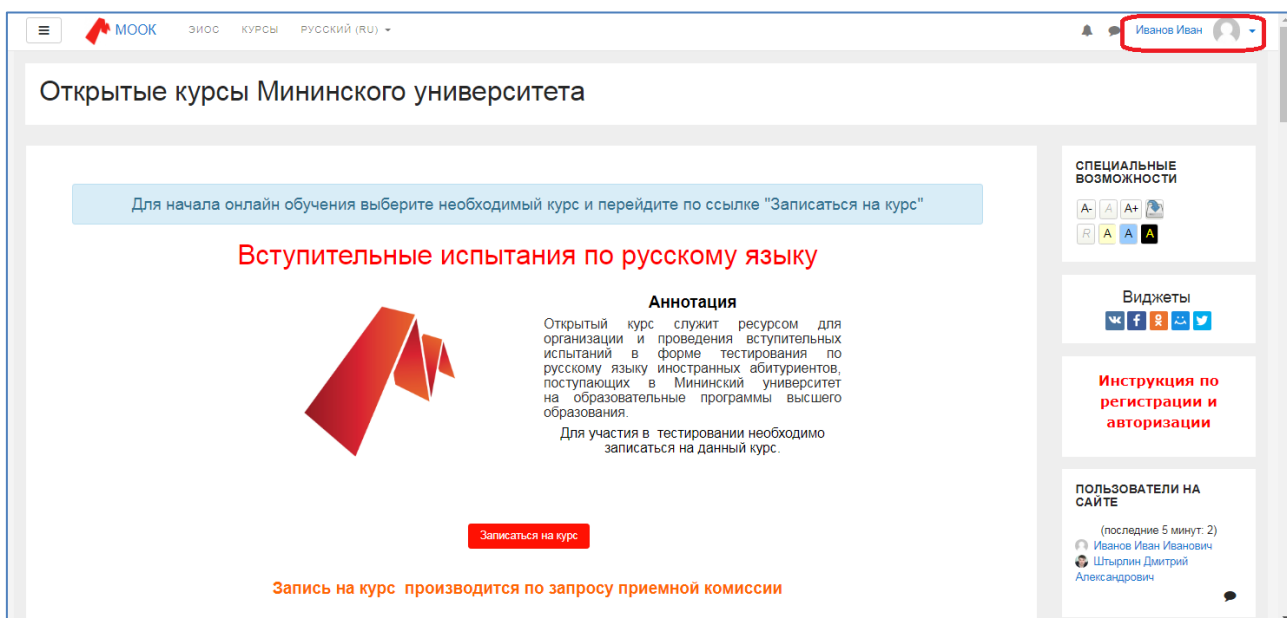 МООК ЭИОС КУРСЫ РУССКИЙ (RU) Иванов Иван
Открытые курсы Мининского университета
Для начала онлайн обучения выберите необходимый курс и перейдите по ссылке "Записаться на курс"
Вступительные испытания по русскому языку
Аннотация
Открытый курс служит ресурсом для
организации и проведения вступительных
испытаний в форме тестирования по
русскому языку иностранных абитуриентов,
поступающих в Мининский университет
на образовательные программы высшего
образования.
Для участия в тестировании необходимо
записаться на данный курс.
Записаться на курс
Запись на курс производится по запросу приемной комиссии
СПЕЦИАЛЬНЫЕ
ВОЗМОЖНОСТИ
A- A A+
R A A A
Виджеты
Инструкция по
регистрации и
авторизации
ПОЛЬЗОВАТЕЛИ НА
САЙТЕ
(последние 5 минут: 2)
Иванов Иван Иванович
Штырлин Дмитрий
Александрович